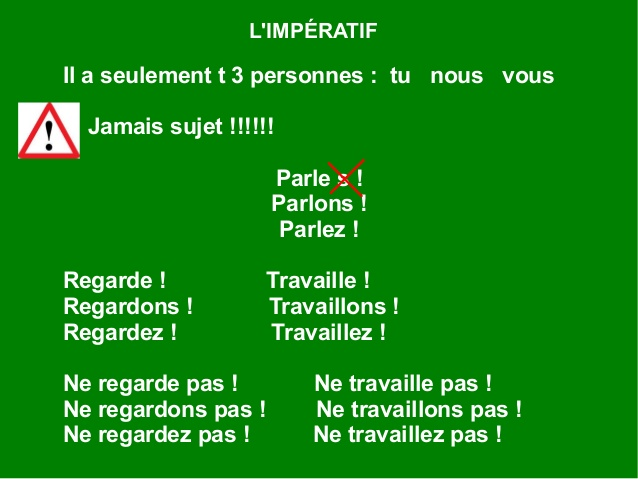 L'IMPÉRATIF
Il a seulement t 3 personnes : tu nous vous
! Jamais sujet !!!!!!
Parle s !
Parlons !
Parlez !
Regarde ! Travaille !
Regardons ! Travaillons !
Regardez ! Travaillez !
Ne regarde pas ! Ne travaille pas !
Ne regardons pas ! Ne travaillons pas !
Ne regardez pas ! Ne travaillez pas !